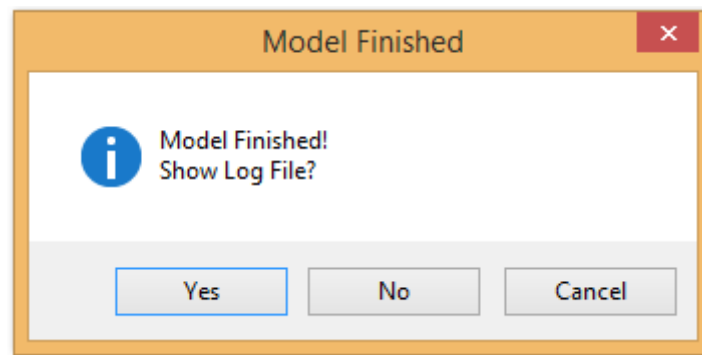 Model Finished
Model Finished!
Show Log File?
Yes
No
Cancel